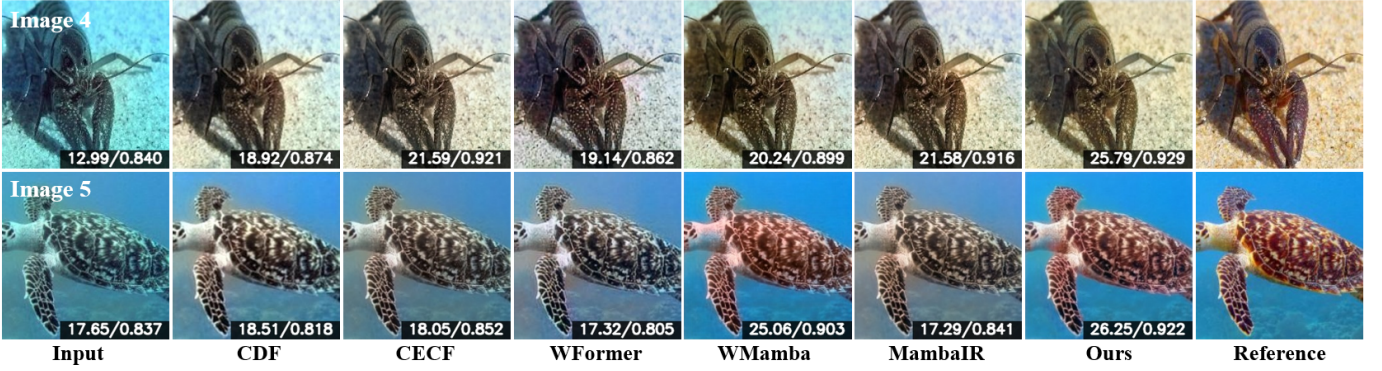 Image 4
12.99/0.840 18.92/0.874 21.59/0.921 19.14/0.862 20.24/0.899 21.58/0.916 25.79/0.929
Image 5
17.65/0.837 18.51/0.818 18.05/0.852 17.32/0.805 25.06/0.903 17.29/0.841 26.25/0.922
Input CDF CECF WFormer WMamba MambaIR Ours Reference